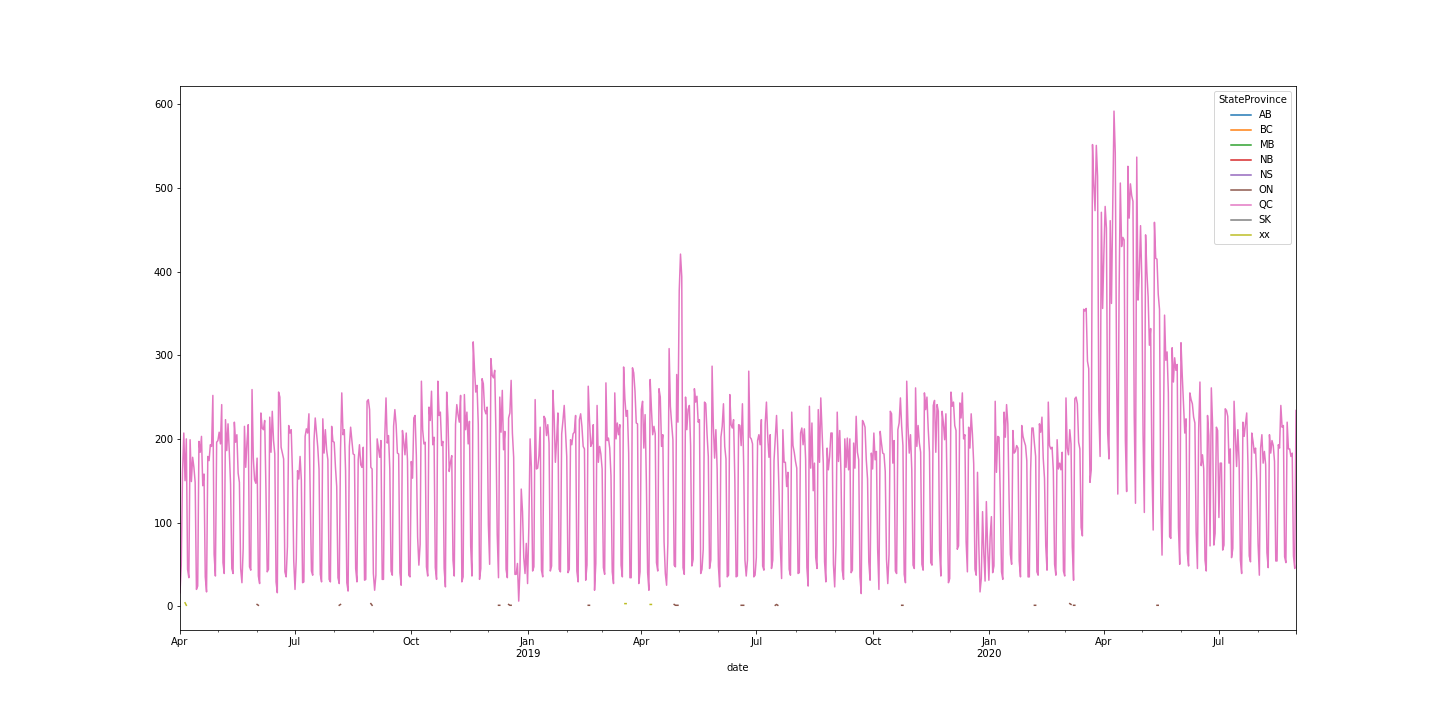 600
500
400
300
200
100
0
StateProvince
AB
BC
MB
NB
NS
ON
QC
SK
xx
Apr Jul Oct Jan Apr Jul Oct Jan Apr Jul
2019 2020
date